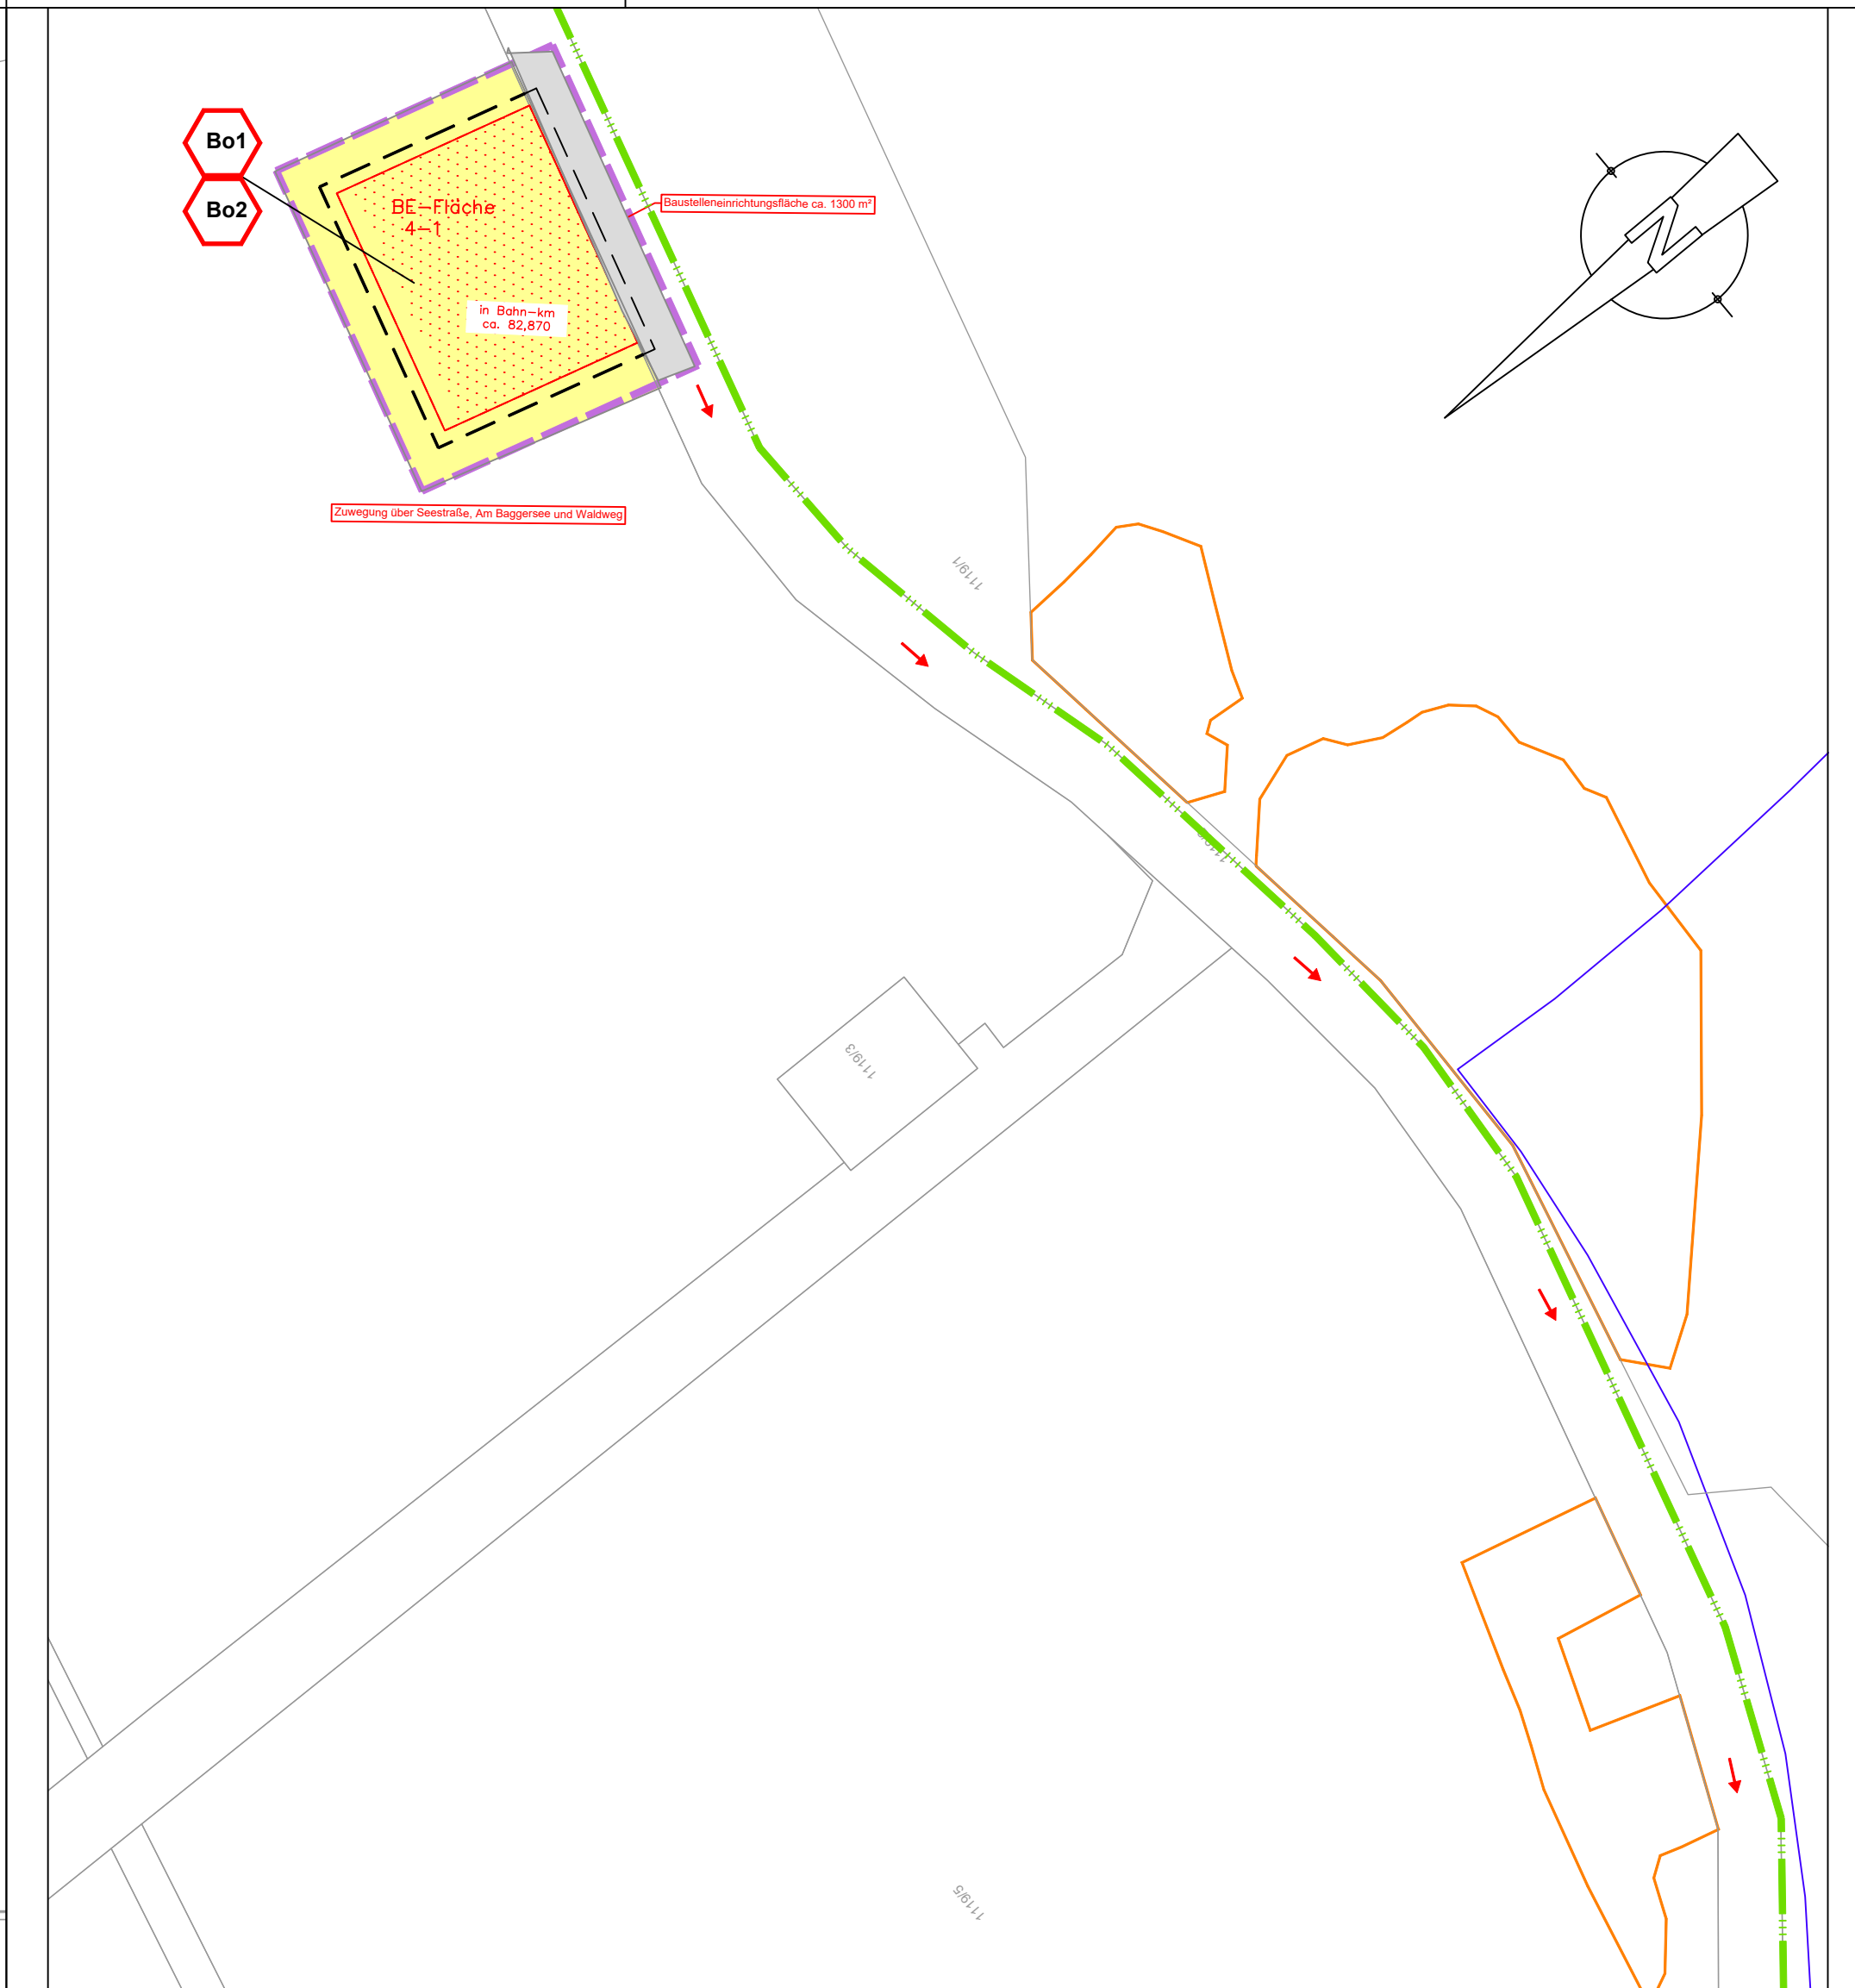 Bo1
Bo2
BE-Fläche
4-1
in Bahn-km
ca. 82,870
Baustelleneinrichtungsfläche ca. 1300 m²
Zuwegung über Seestraße, Am Baggersee und Waldweg
N
1119/1
1119/3
1119/5